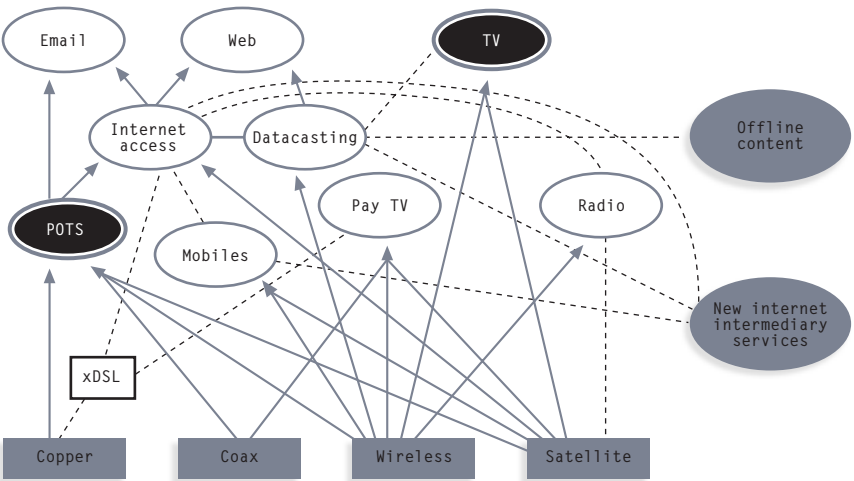 Email
Web
TV
Internet
access
Datacasting
Offline
content
POTS
Pay TV
Radio
Mobiles
New internet
intermediary
services
xDSL
Copper
Coax
Wireless
Satellite